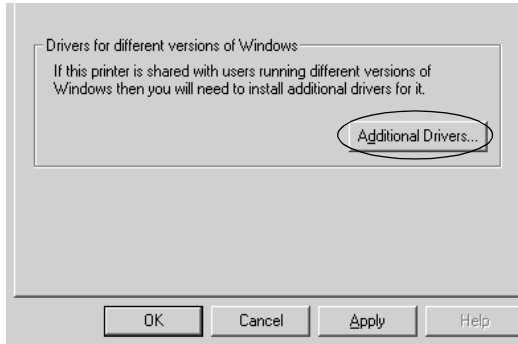 Drivers for different versions of Windows
If this printer is shared with users running different versions of
Windows then you will need to install additional drivers for it.
Additional Drivers...
OK Cancel Apply Help